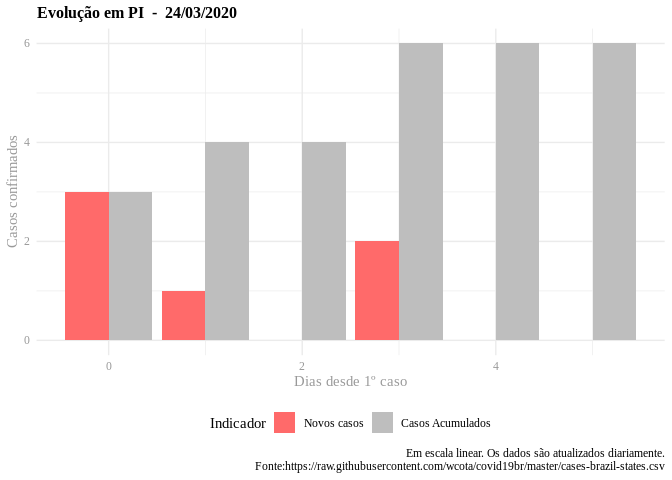 Evolução em PI  -  24/03/2020
Casos confirmados
6
4
2
0
0 2 4
Dias desde 1º caso
Indicador Novos casos Casos Acumulados
Em escala linear. Os dados são atualizados diariamente.
Fonte:https://raw.githubusercontent.com/wcota/covid19br/master/cases-brazil-states.csv